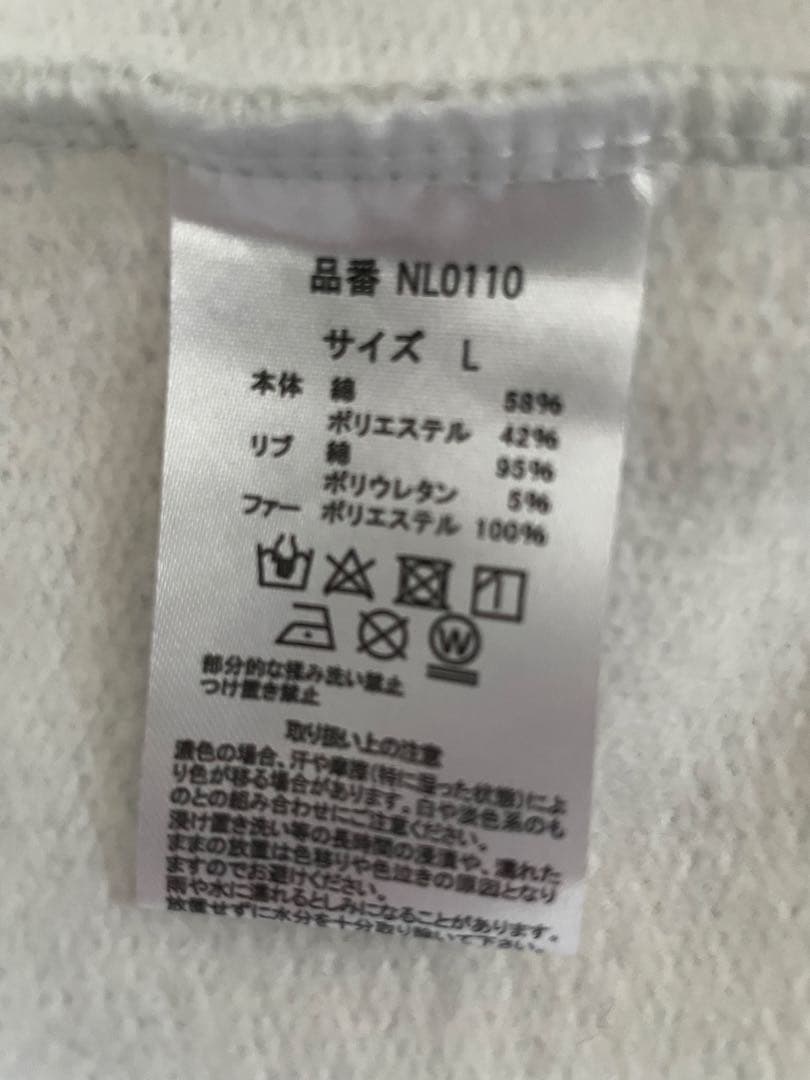 品番 NL0110
サイズ L
本体 綿 58%
ポリエステル 42%
リブ 綿 95%
ポリウレタン 5%
ファー ポリエステル 100%
W
部分的な揉み洗い禁止
つけ置き禁止
取り扱い上の注意
濃色の場合、汗や摩擦(特に湿った状態)によ
り色が移る場合があります。白や淡色系のも
のとの組み合わせにご注意ください。
浸け置き洗い等の長時間の浸漬や、濡れた
ままの放置は色移りや色泣きの原因となり
ますのでお避けください。
雨や水に濡れるとしみになることがあります。
放置せずに水分を十分取り除いて下さい。